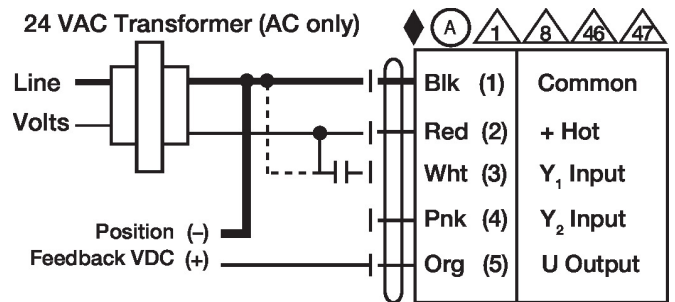 24 VAC Transformer (AC only)
A 1 8 46 47
Line
Volts
Blk (1) Common
Red (2) + Hot
Wht (3) Y₁ Input
Pnk (4) Y₂ Input
Position (–)
Feedback VDC (+)
Org (5) U Output